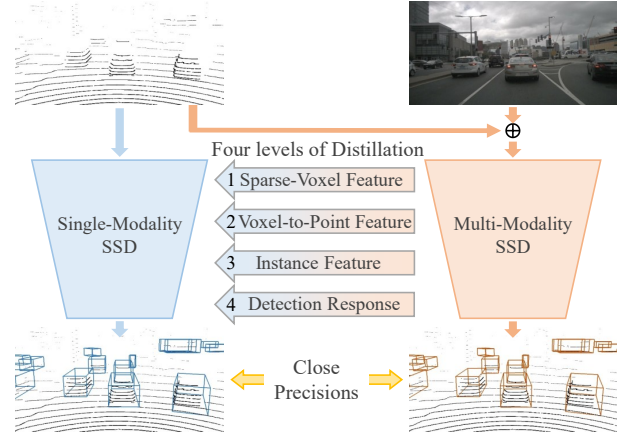 Four levels of Distillation
1 Sparse-Voxel Feature
2 Voxel-to-Point Feature
3 Instance Feature
4 Detection Response
Single-Modality
SSD
Multi-Modality
SSD
Close
Precisions